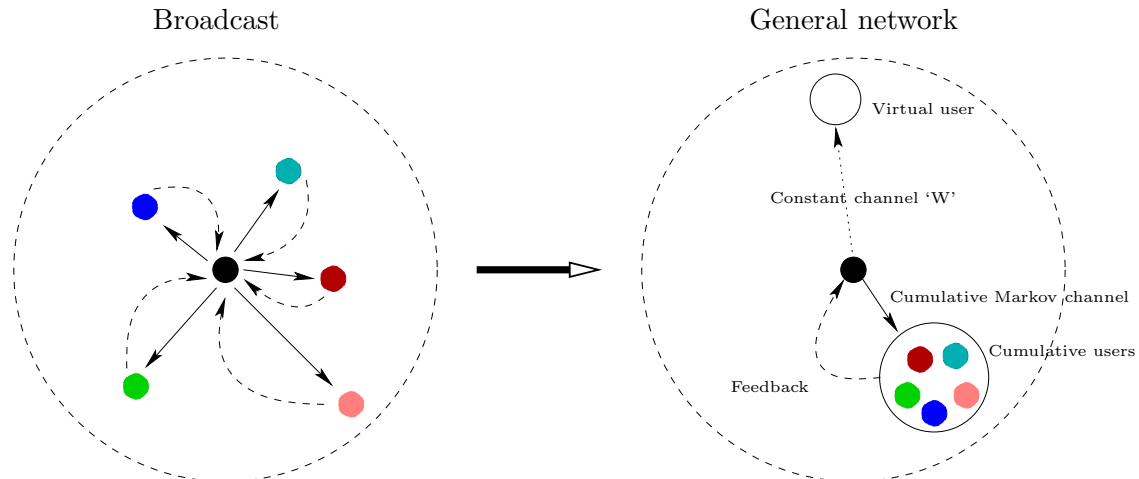 Broadcast
General network
Virtual user
Constant channel ‘W’
Cumulative Markov channel
Cumulative users
Feedback